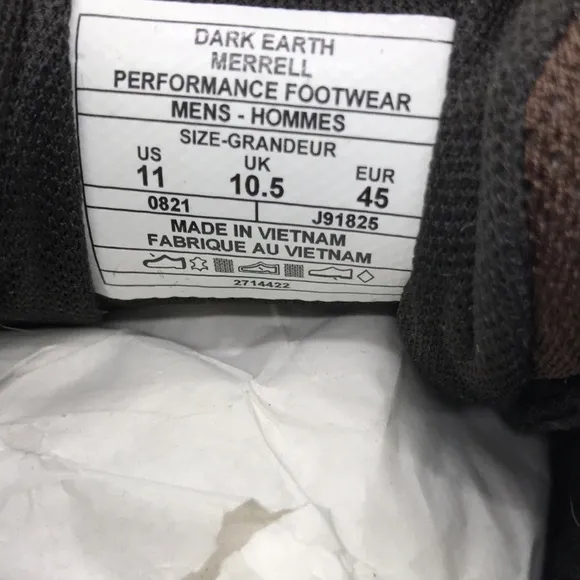 DARK EARTH
MERRELL
PERFORMANCE FOOTWEAR
MENS - HOMMES
SIZE-GRANDEUR
US UK EUR
11 10.5 45
0821 J91825
MADE IN VIETNAM
FABRIQUE AU VIETNAM
2714422